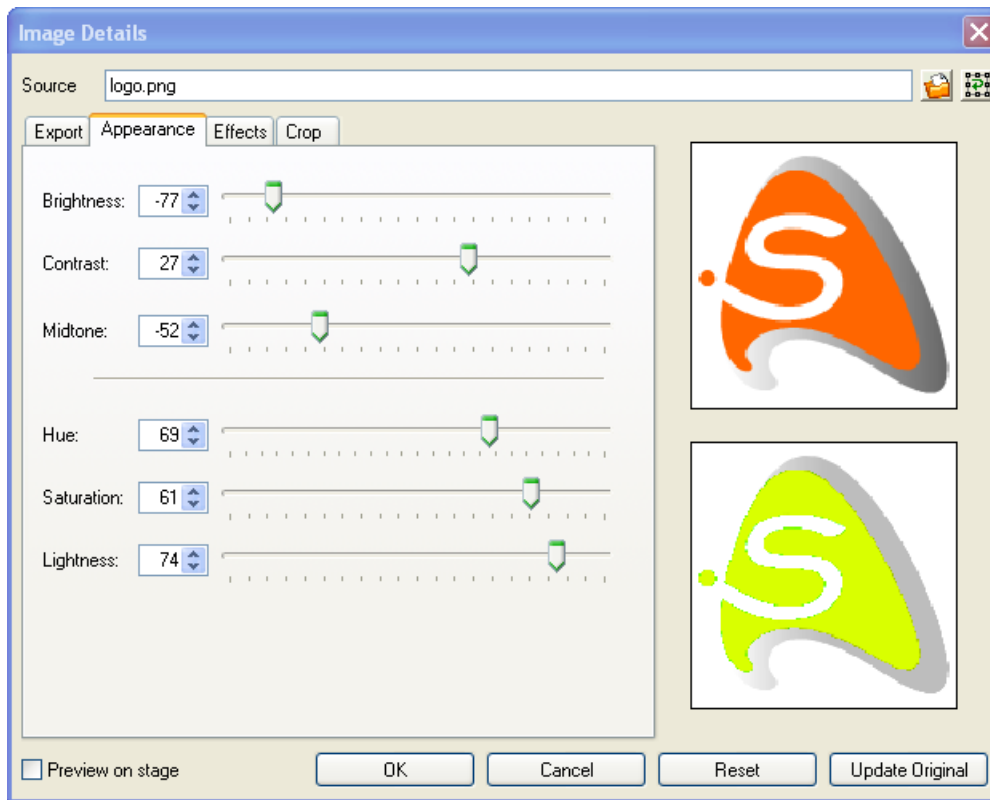 Image Details
Source logo.png
Export Appearance Effects Crop
Brightness: -77
Contrast: 27
Midtone: -52
Hue: 69
Saturation: 61
Lightness: 74
S
S
Preview on stage OK Cancel Reset Update Original